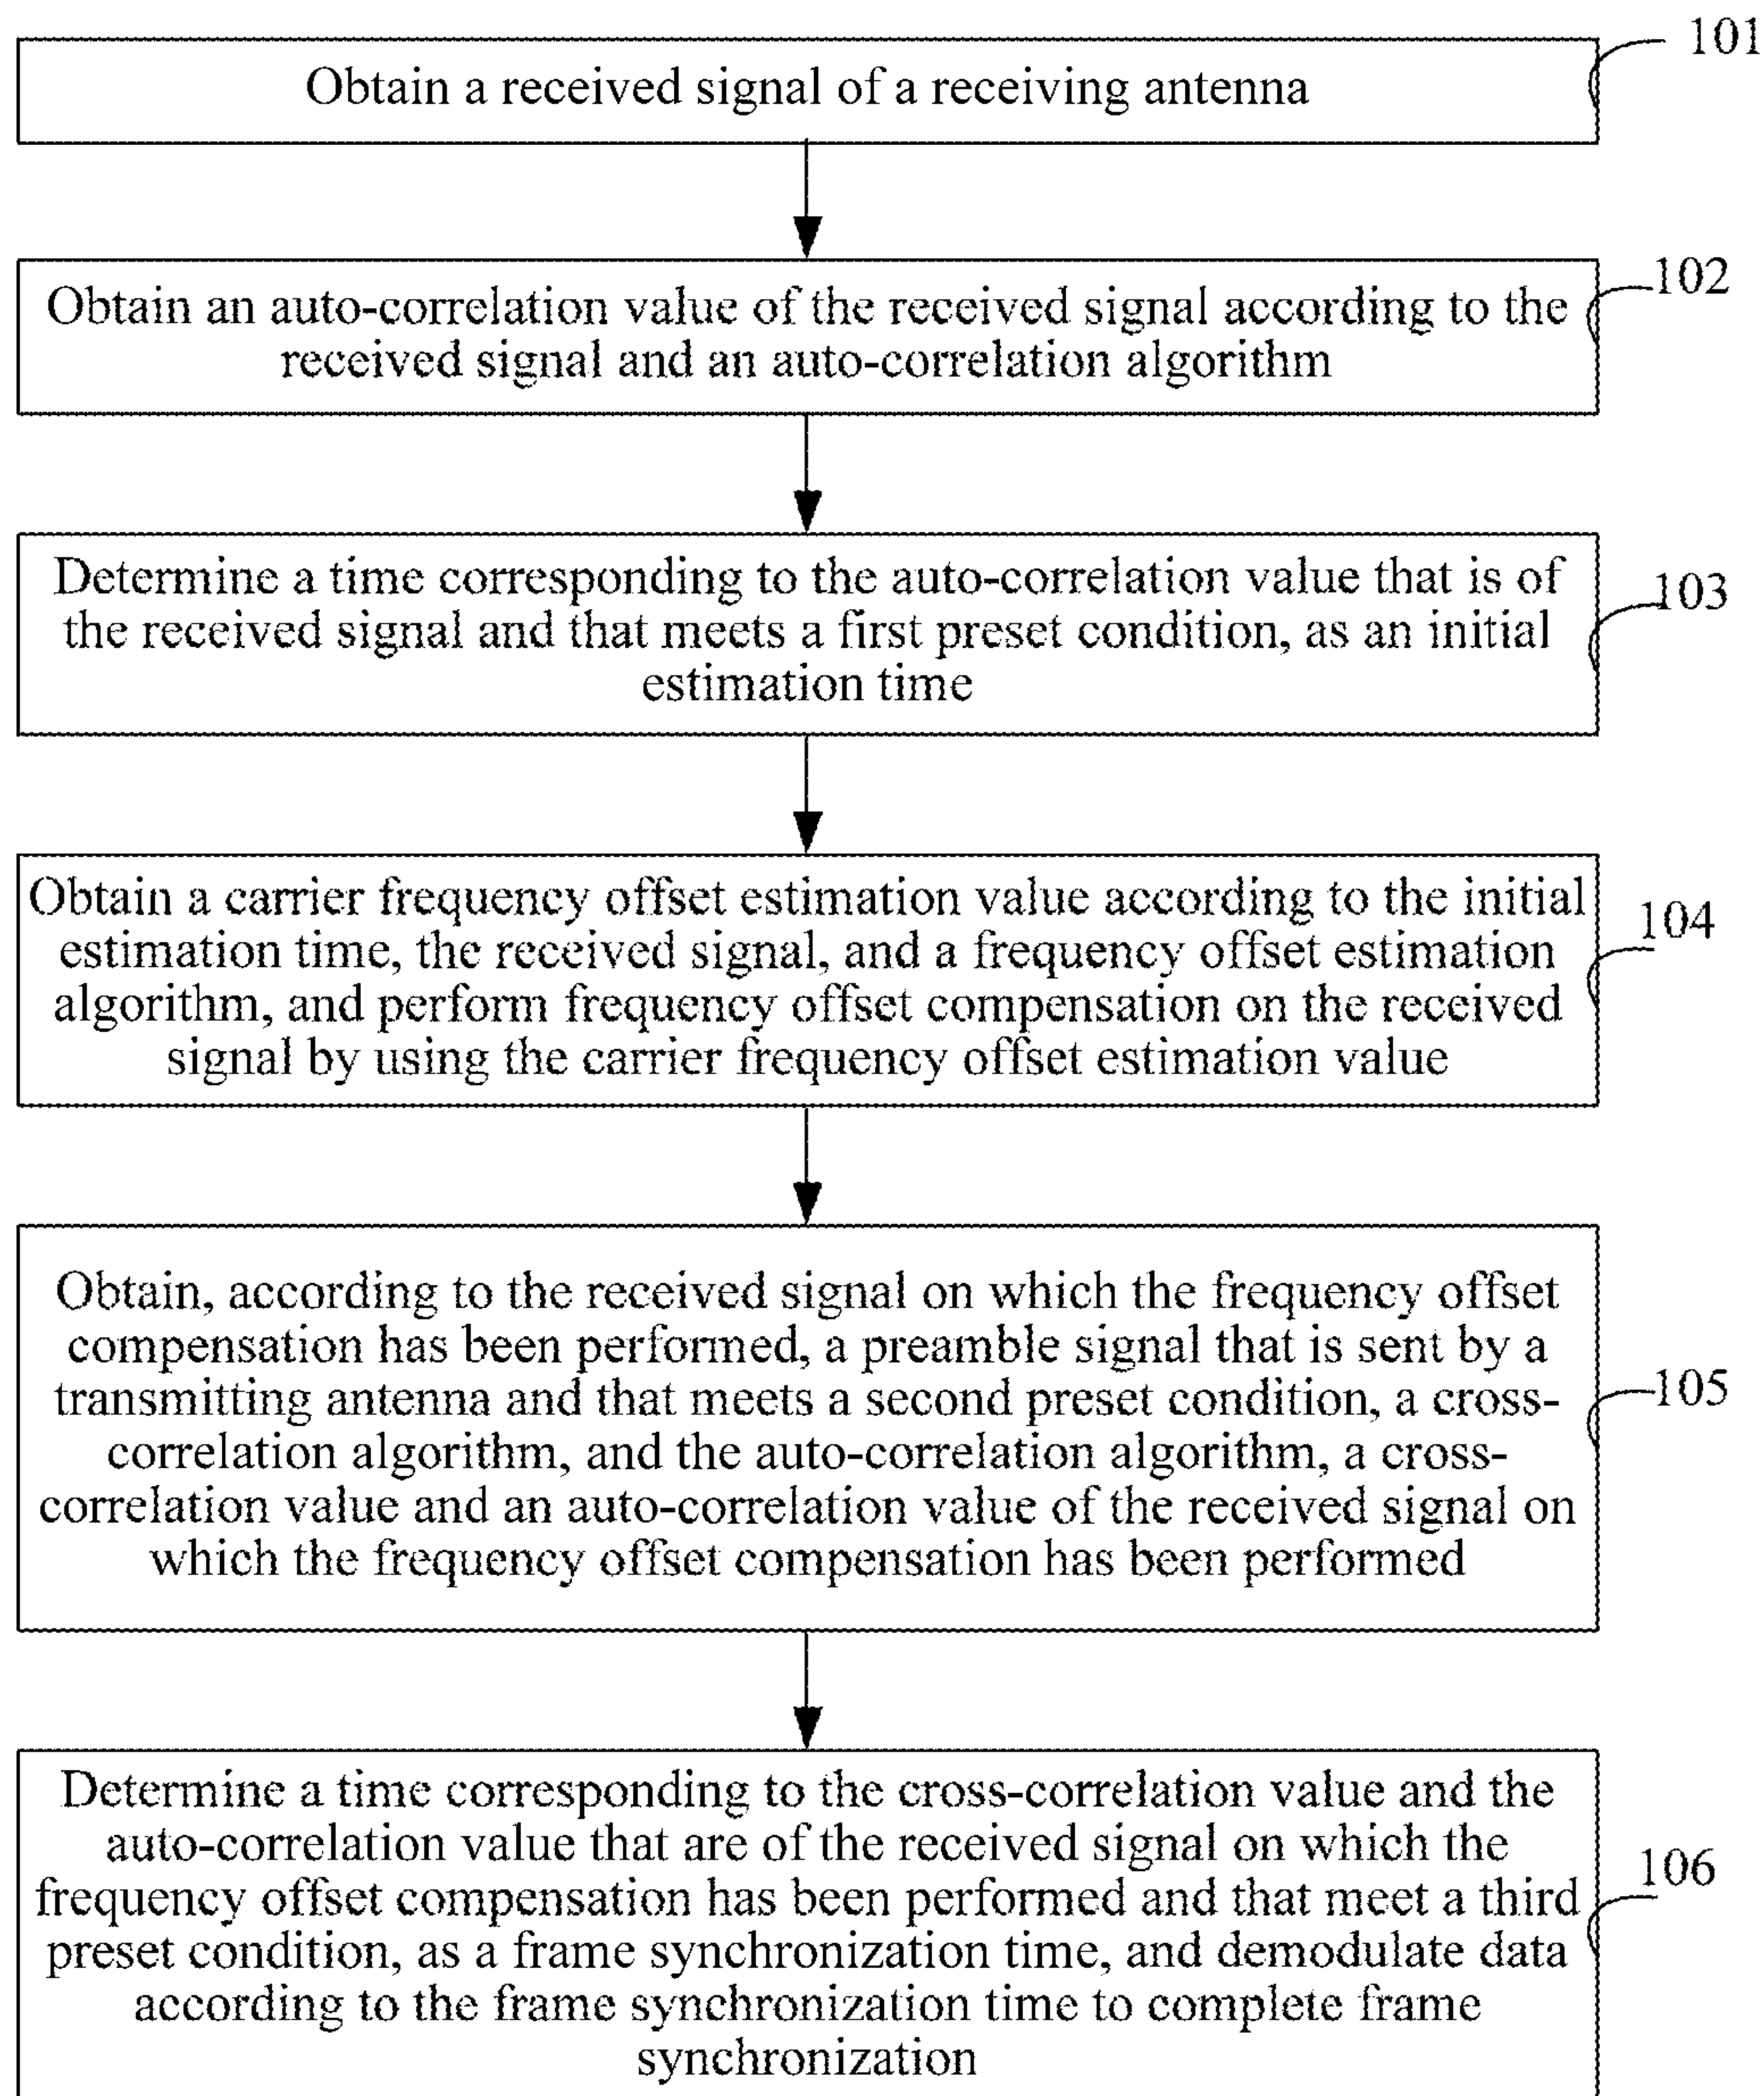 101
Obtain a received signal of a receiving antenna
102
Obtain an auto-correlation value of the received signal according to the
received signal and an auto-correlation algorithm
103
Determine a time corresponding to the auto-correlation value that is of
the received signal and that meets a first preset condition, as an initial
estimation time
104
Obtain a carrier frequency offset estimation value according to the initial
estimation time, the received signal, and a frequency offset estimation
algorithm, and perform frequency offset compensation on the received
signal by using the carrier frequency offset estimation value
105
Obtain, according to the received signal on which the frequency offset
compensation has been performed, a preamble signal that is sent by a
transmitting antenna and that meets a second preset condition, a cross-
correlation algorithm, and the auto-correlation algorithm, a cross-
correlation value and an auto-correlation value of the received signal on
which the frequency offset compensation has been performed
106
Determine a time corresponding to the cross-correlation value and the
auto-correlation value that are of the received signal on which the
frequency offset compensation has been performed and that meet a third
preset condition, as a frame synchronization time, and demodulate data
according to the frame synchronization time to complete frame
synchronization